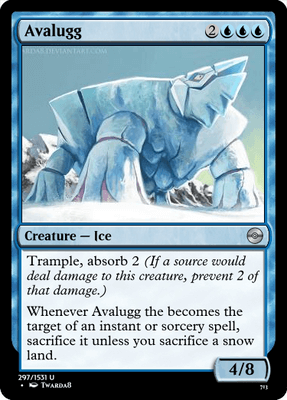 Avalugg 2
Creature — Ice
Trample, absorb 2 (If a source would
deal damage to this creature, prevent 2 of
that damage.)
Whenever Avalugg the becomes the
target of an instant or sorcery spell,
sacrifice it unless you sacrifice a snow
land.
4/8
297/1531 U
Twarda8